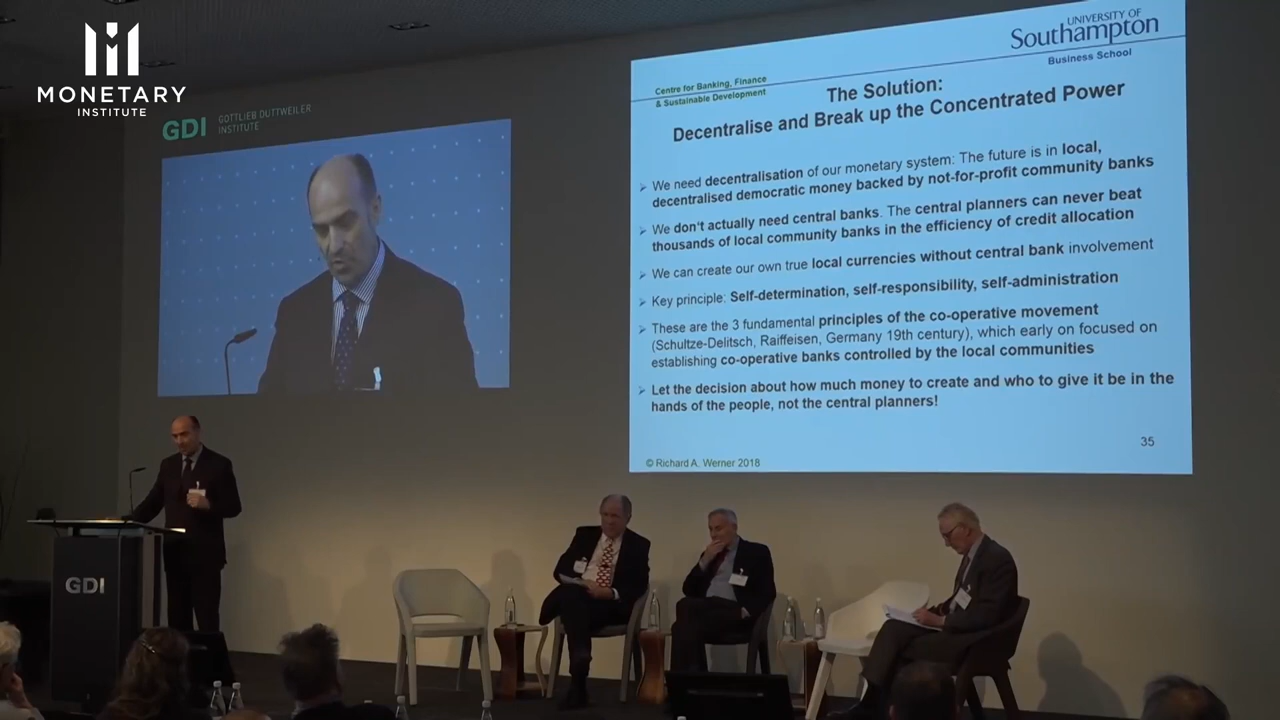 MONETARY
INSTITUTE
GDI
GOTTLIEB DUTTWEILER
INSTITUTE
UNIVERSITY OF
Southampton
Business School
Centre for Banking, Finance
& Sustainable Development
The Solution:
Decentralise and Break up the Concentrated Power
We need decentralisation of our monetary system: The future is in local,
decentralised democratic money backed by not-for-profit community banks
We don't actually need central banks. The central planners can never beat
thousands of local community banks in the efficiency of credit allocation
We can create our own true local currencies without central bank involvement
Key principle: Self-determination, self-responsibility, self-administration
These are the 3 fundamental principles of the co-operative movement
(Schultze-Delitsch, Raiffeisen, Germany 19th century), which early on focused on
establishing co-operative banks controlled by the local communities
Let the decision about how much money to create and who to give it be in the
hands of the people, not the central planners!
35
© Richard A. Werner 2018
GDI